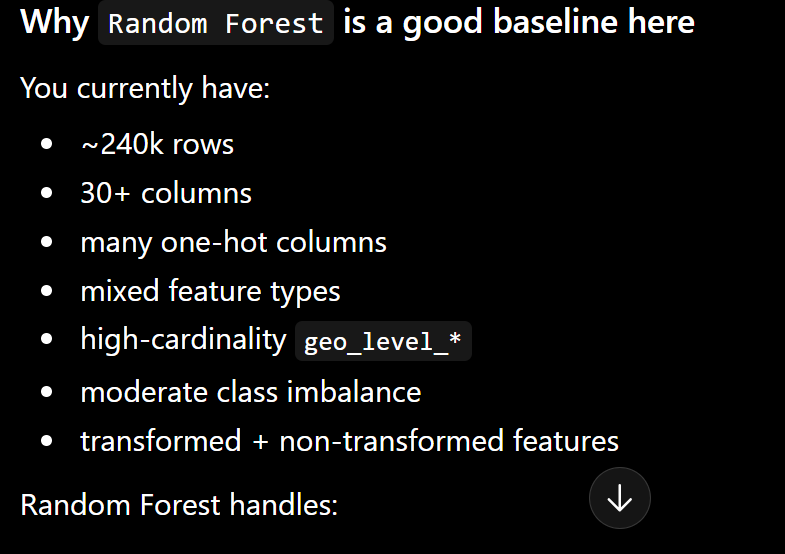 Why Random Forest is a good baseline here
You currently have:
• ~240k rows
• 30+ columns
• many one-hot columns
• mixed feature types
• high-cardinality geo_level_*
• moderate class imbalance
• transformed + non-transformed features
Random Forest handles: